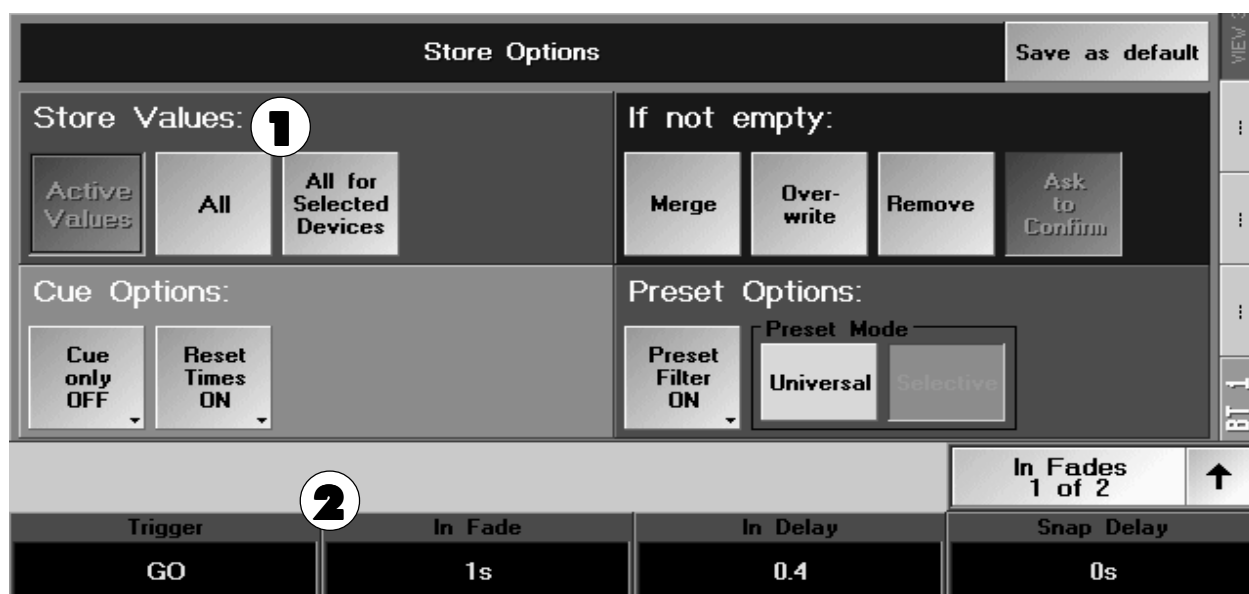 Store Options
Save as default
VIEW 3
Store Values:
1
Active
Values
All
All for
Selected
Devices
If not empty:
Merge
Over-
write
Remove
Ask
to
Confirm
Cue Options:
Cue
only
OFF
Reset
Times
ON
Preset Options:
Preset
Filter
ON
Preset Mode
Universal
Selective
BT 1
In Fades
1 of 2
2
Trigger
In Fade
In Delay
Snap Delay
GO
1s
0.4
0s